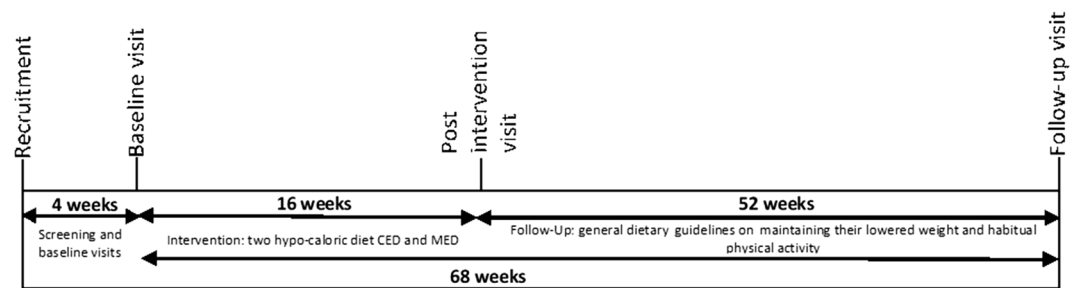 Recruitment
Baseline visit
Post
intervention
visit
Follow-up visit
4 weeks
16 weeks
52 weeks
Screening and
baseline visits
Intervention: two hypo-caloric diet CED and MED
Follow-Up: general dietary guidelines on maintaining their lowered weight and habitual
physical activity
68 weeks